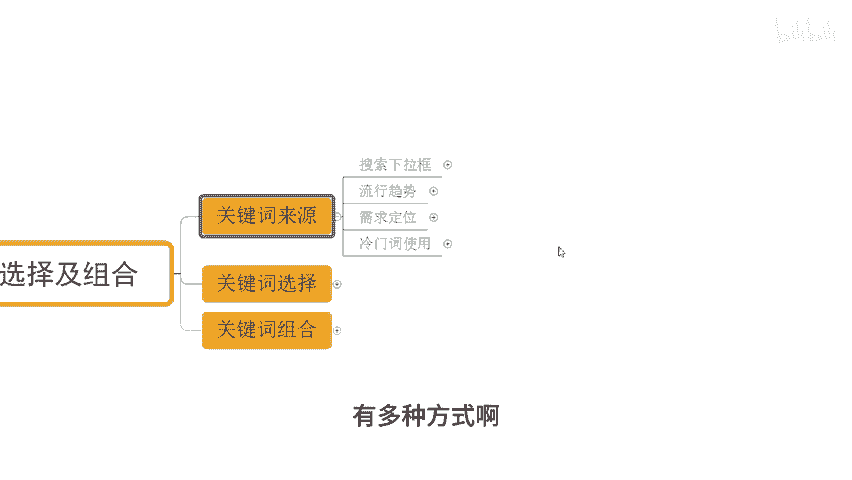 bilibili
搜索下拉框
流行趋势
关键词来源
需求定位
冷门词使用
选择及组合
关键词选择
关键词组合
有多种方式啊